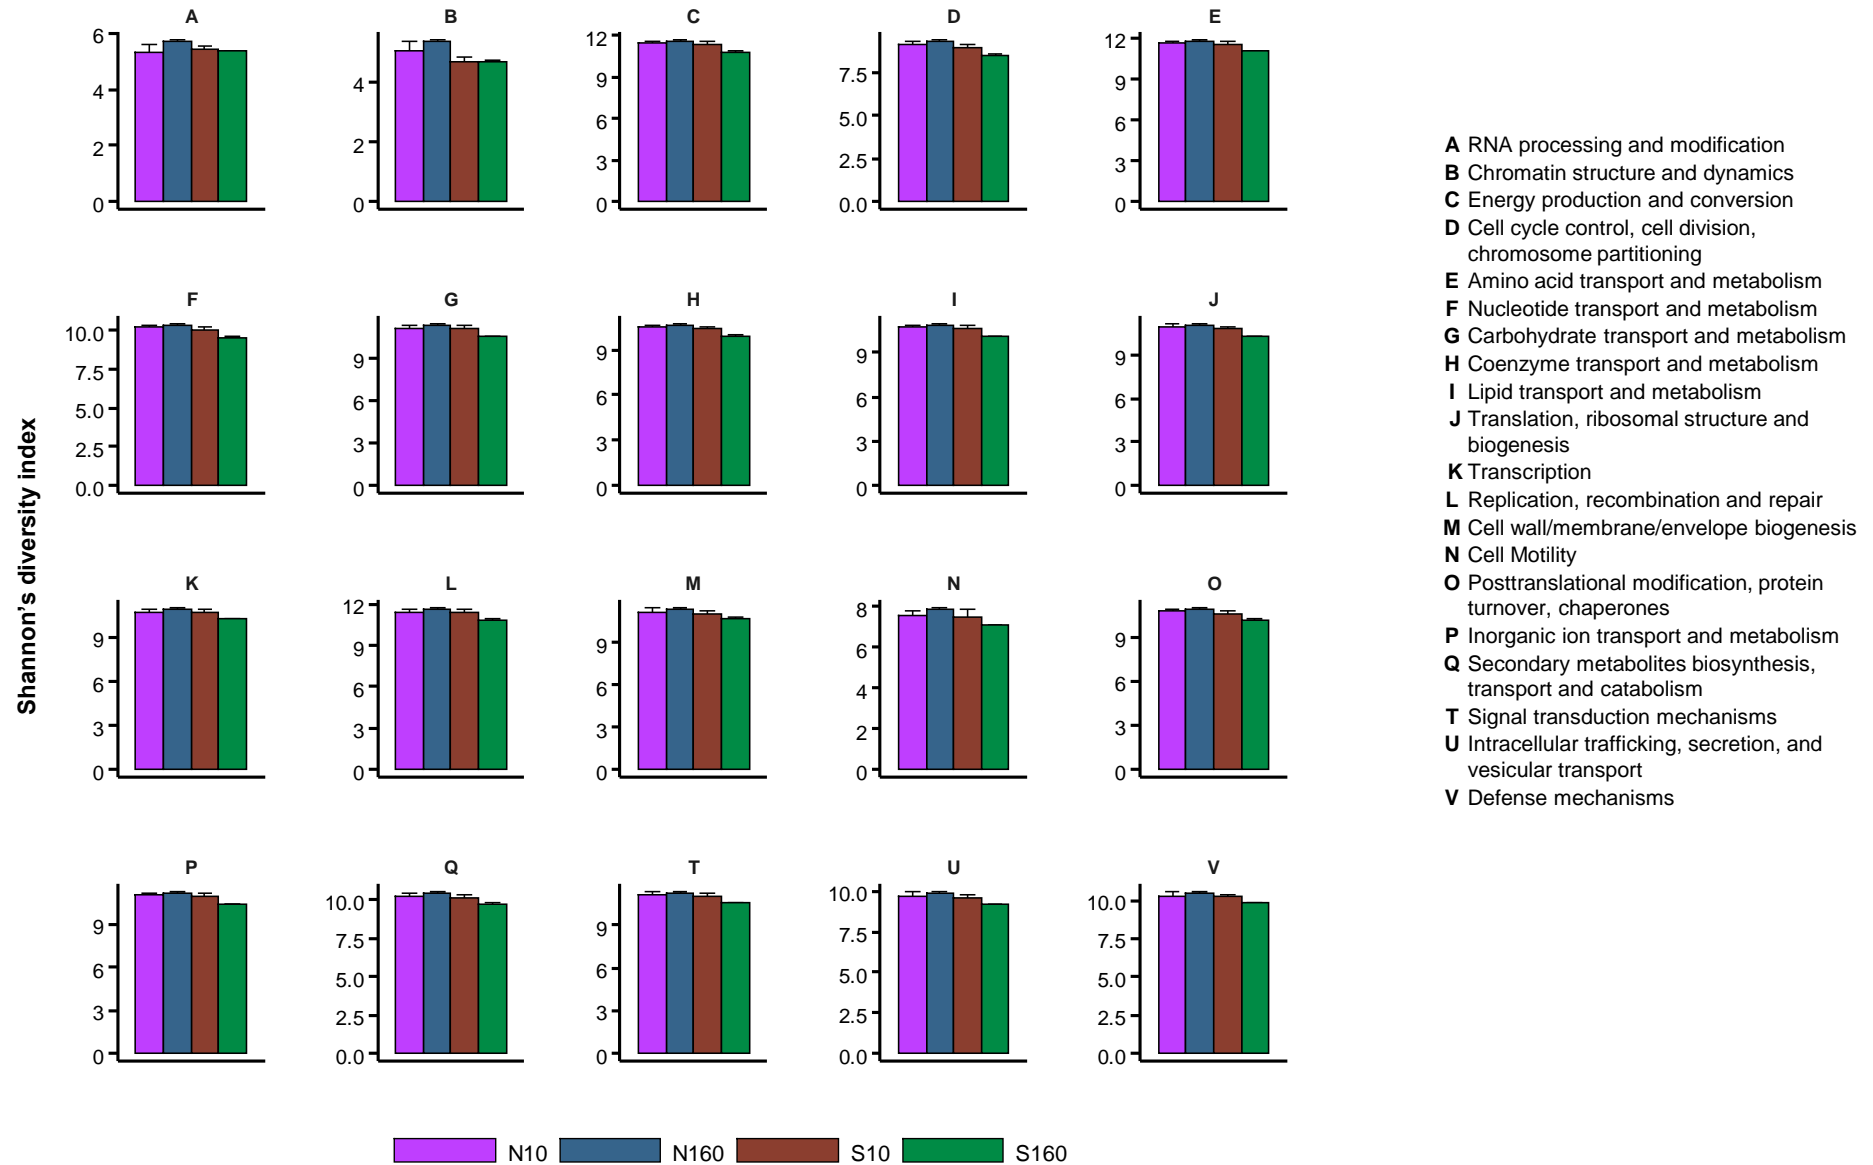 A
B
C
D
E
6
4
2
0
4
2
0
12
9
6
3
0
7.5
5.0
2.5
0.0
12
9
6
3
0
F
G
H
I
J
10.0
7.5
5.0
2.5
0.0
9
6
3
0
9
6
3
0
9
6
3
0
9
6
3
0
Shannon’s diversity index
K
L
M
N
O
9
6
3
0
12
9
6
3
0
9
6
3
0
8
6
4
2
0
9
6
3
0
P
Q
T
U
V
9
6
3
0
10.0
7.5
5.0
2.5
0.0
9
6
3
0
10.0
7.5
5.0
2.5
0.0
10.0
7.5
5.0
2.5
0.0
A RNA processing and modification
B Chromatin structure and dynamics
C Energy production and conversion
D Cell cycle control, cell division,
chromosome partitioning
E Amino acid transport and metabolism
F Nucleotide transport and metabolism
G Carbohydrate transport and metabolism
H Coenzyme transport and metabolism
I Lipid transport and metabolism
J Translation, ribosomal structure and
biogenesis
K Transcription
L Replication, recombination and repair
M Cell wall/membrane/envelope biogenesis
N Cell Motility
O Posttranslational modification, protein
turnover, chaperones
P Inorganic ion transport and metabolism
Q Secondary metabolites biosynthesis,
transport and catabolism
T Signal transduction mechanisms
U Intracellular trafficking, secretion, and
vesicular transport
V Defense mechanisms
N10 N160 S10 S160